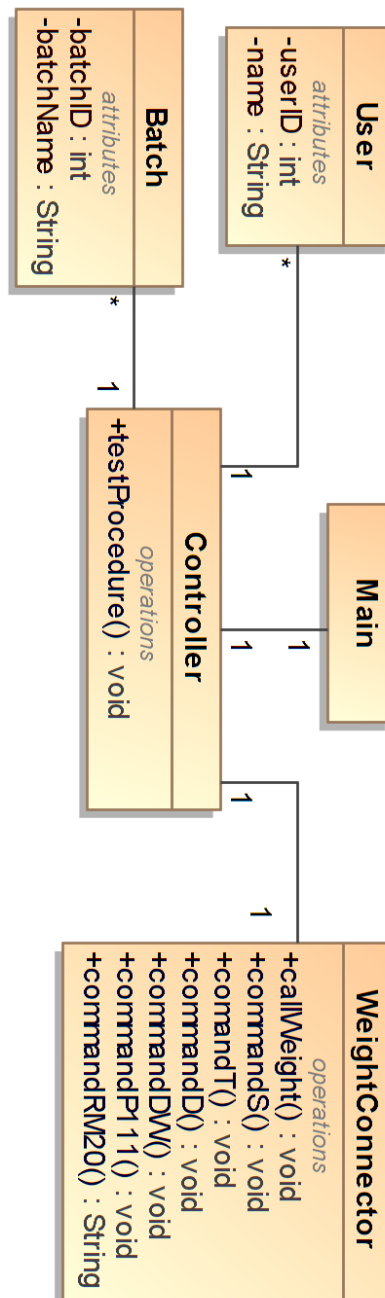 User
attributes
-userID : int
-name : String
*
1
Main
1
1
WeightConnector
operations
+callWeight() : void
+commandS() : void
+comandT() : void
+commandD() : void
+commandDW() : void
+commandP111() : void
+commandRM20() : String
1
1
Batch
attributes
-batchID : int
-batchName : String
*
1
Controller
operations
+testProcedure() : void